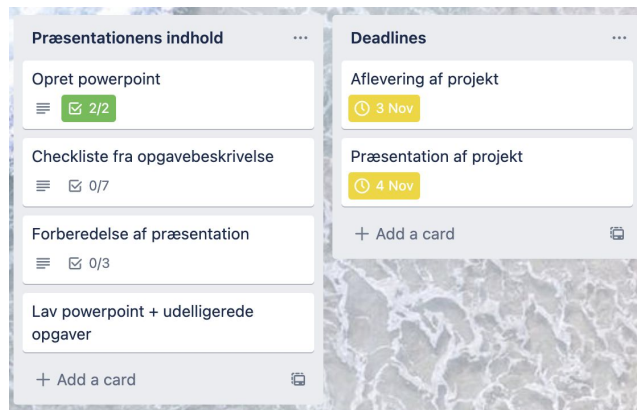 Præsentationens indhold
Opret powerpoint
2/2
Checkliste fra opgavebeskrivelse
0/7
Forberedelse af præsentation
0/3
Lav powerpoint + udelligerede
opgaver
+ Add a card
Deadlines
Aflevering af projekt
3 Nov
Præsentation af projekt
4 Nov
+ Add a card